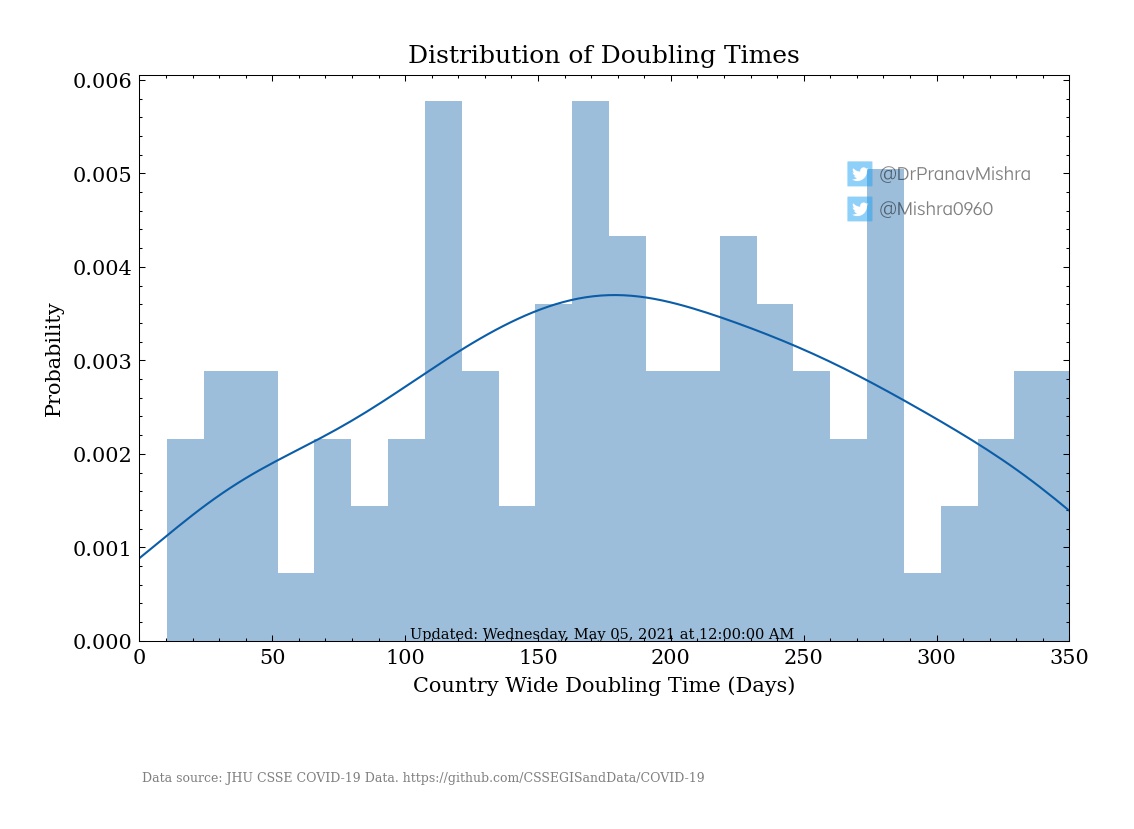 Distribution of Doubling Times
0.006
0.005
0.004
0.003
0.002
0.001
0.000
Probability
@DrPranavMishra
@Mishra0960
Updated: Wednesday, May 05, 2021 at 12:00:00 AM
0 50 100 150 200 250 300 350
Country Wide Doubling Time (Days)
Data source: JHU CSSE COVID-19 Data. https://github.com/CSSEGISandData/COVID-19